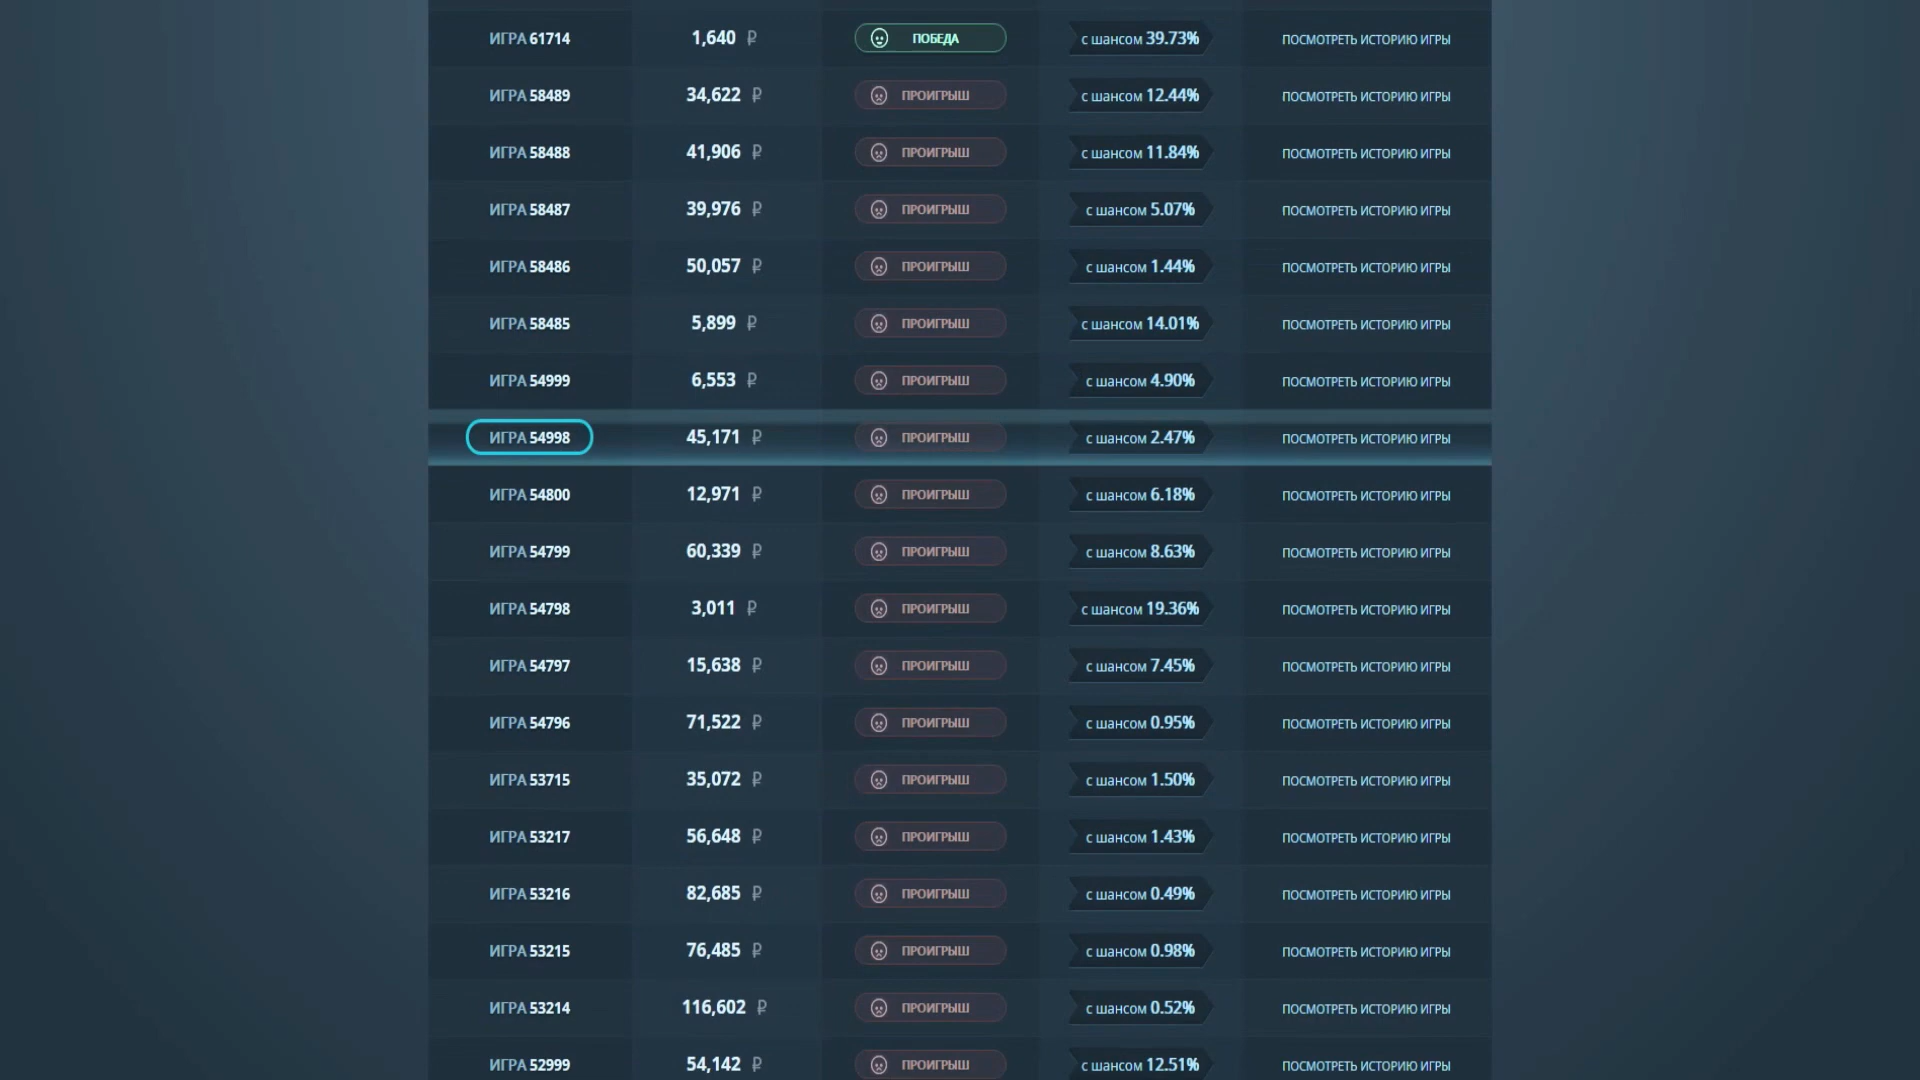 ИГРА 61714 1,640 ₽ ПОБЕДА с шансом 39.73% ПОСМОТРЕТЬ ИСТОРИЮ ИГРЫ
ИГРА 58489 34,622 ₽ ПРОИГРЫШ с шансом 12.44% ПОСМОТРЕТЬ ИСТОРИЮ ИГРЫ
ИГРА 58488 41,906 ₽ ПРОИГРЫШ с шансом 11.84% ПОСМОТРЕТЬ ИСТОРИЮ ИГРЫ
ИГРА 58487 39,976 ₽ ПРОИГРЫШ с шансом 5.07% ПОСМОТРЕТЬ ИСТОРИЮ ИГРЫ
ИГРА 58486 50,057 ₽ ПРОИГРЫШ с шансом 1.44% ПОСМОТРЕТЬ ИСТОРИЮ ИГРЫ
ИГРА 58485 5,899 ₽ ПРОИГРЫШ с шансом 14.01% ПОСМОТРЕТЬ ИСТОРИЮ ИГРЫ
ИГРА 54999 6,553 ₽ ПРОИГРЫШ с шансом 4.90% ПОСМОТРЕТЬ ИСТОРИЮ ИГРЫ
ИГРА 54998 45,171 ₽ ПРОИГРЫШ с шансом 2.47% ПОСМОТРЕТЬ ИСТОРИЮ ИГРЫ
ИГРА 54800 12,971 ₽ ПРОИГРЫШ с шансом 6.18% ПОСМОТРЕТЬ ИСТОРИЮ ИГРЫ
ИГРА 54799 60,339 ₽ ПРОИГРЫШ с шансом 8.63% ПОСМОТРЕТЬ ИСТОРИЮ ИГРЫ
ИГРА 54798 3,011 ₽ ПРОИГРЫШ с шансом 19.36% ПОСМОТРЕТЬ ИСТОРИЮ ИГРЫ
ИГРА 54797 15,638 ₽ ПРОИГРЫШ с шансом 7.45% ПОСМОТРЕТЬ ИСТОРИЮ ИГРЫ
ИГРА 54796 71,522 ₽ ПРОИГРЫШ с шансом 0.95% ПОСМОТРЕТЬ ИСТОРИЮ ИГРЫ
ИГРА 53715 35,072 ₽ ПРОИГРЫШ с шансом 1.50% ПОСМОТРЕТЬ ИСТОРИЮ ИГРЫ
ИГРА 53217 56,648 ₽ ПРОИГРЫШ с шансом 1.43% ПОСМОТРЕТЬ ИСТОРИЮ ИГРЫ
ИГРА 53216 82,685 ₽ ПРОИГРЫШ с шансом 0.49% ПОСМОТРЕТЬ ИСТОРИЮ ИГРЫ
ИГРА 53215 76,485 ₽ ПРОИГРЫШ с шансом 0.98% ПОСМОТРЕТЬ ИСТОРИЮ ИГРЫ
ИГРА 53214 116,602 ₽ ПРОИГРЫШ с шансом 0.52% ПОСМОТРЕТЬ ИСТОРИЮ ИГРЫ
ИГРА 52999 54,142 ₽ ПРОИГРЫШ с шансом 12.51% ПОСМОТРЕТЬ ИСТОРИЮ ИГРЫ